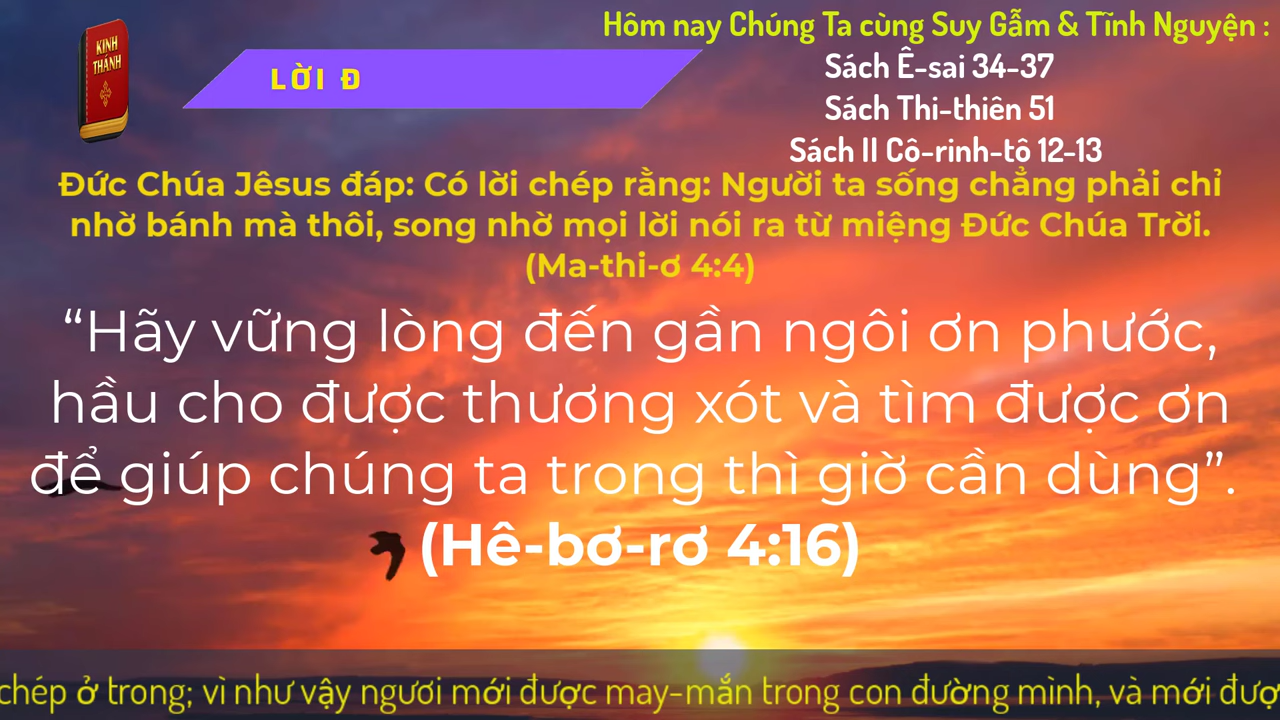 Hôm nay Chúng Ta cùng Suy Gẫm & Tĩnh Nguyện :
KINH
THÁNH
LỜI Đ
Sách Ê-sai 34-37
Sách Thi-thiên 51
Sách II Cô-rinh-tô 12-13
Đức Chúa Jêsus đáp: Có lời chép rằng: Người ta sống chẳng phải chỉ
nhờ bánh mà thôi, song nhờ mọi lời nói ra từ miệng Đức Chúa Trời.
(Ma-thi-ơ 4:4)
“Hãy vững lòng đến gần ngôi ơn phước,
hầu cho được thương xót và tìm được ơn
để giúp chúng ta trong thì giờ cần dùng”.
(Hê-bơ-rơ 4:16)
chép ở trong; vì như vậy ngươi mới được may-mắn trong con đường mình, và mới đượ